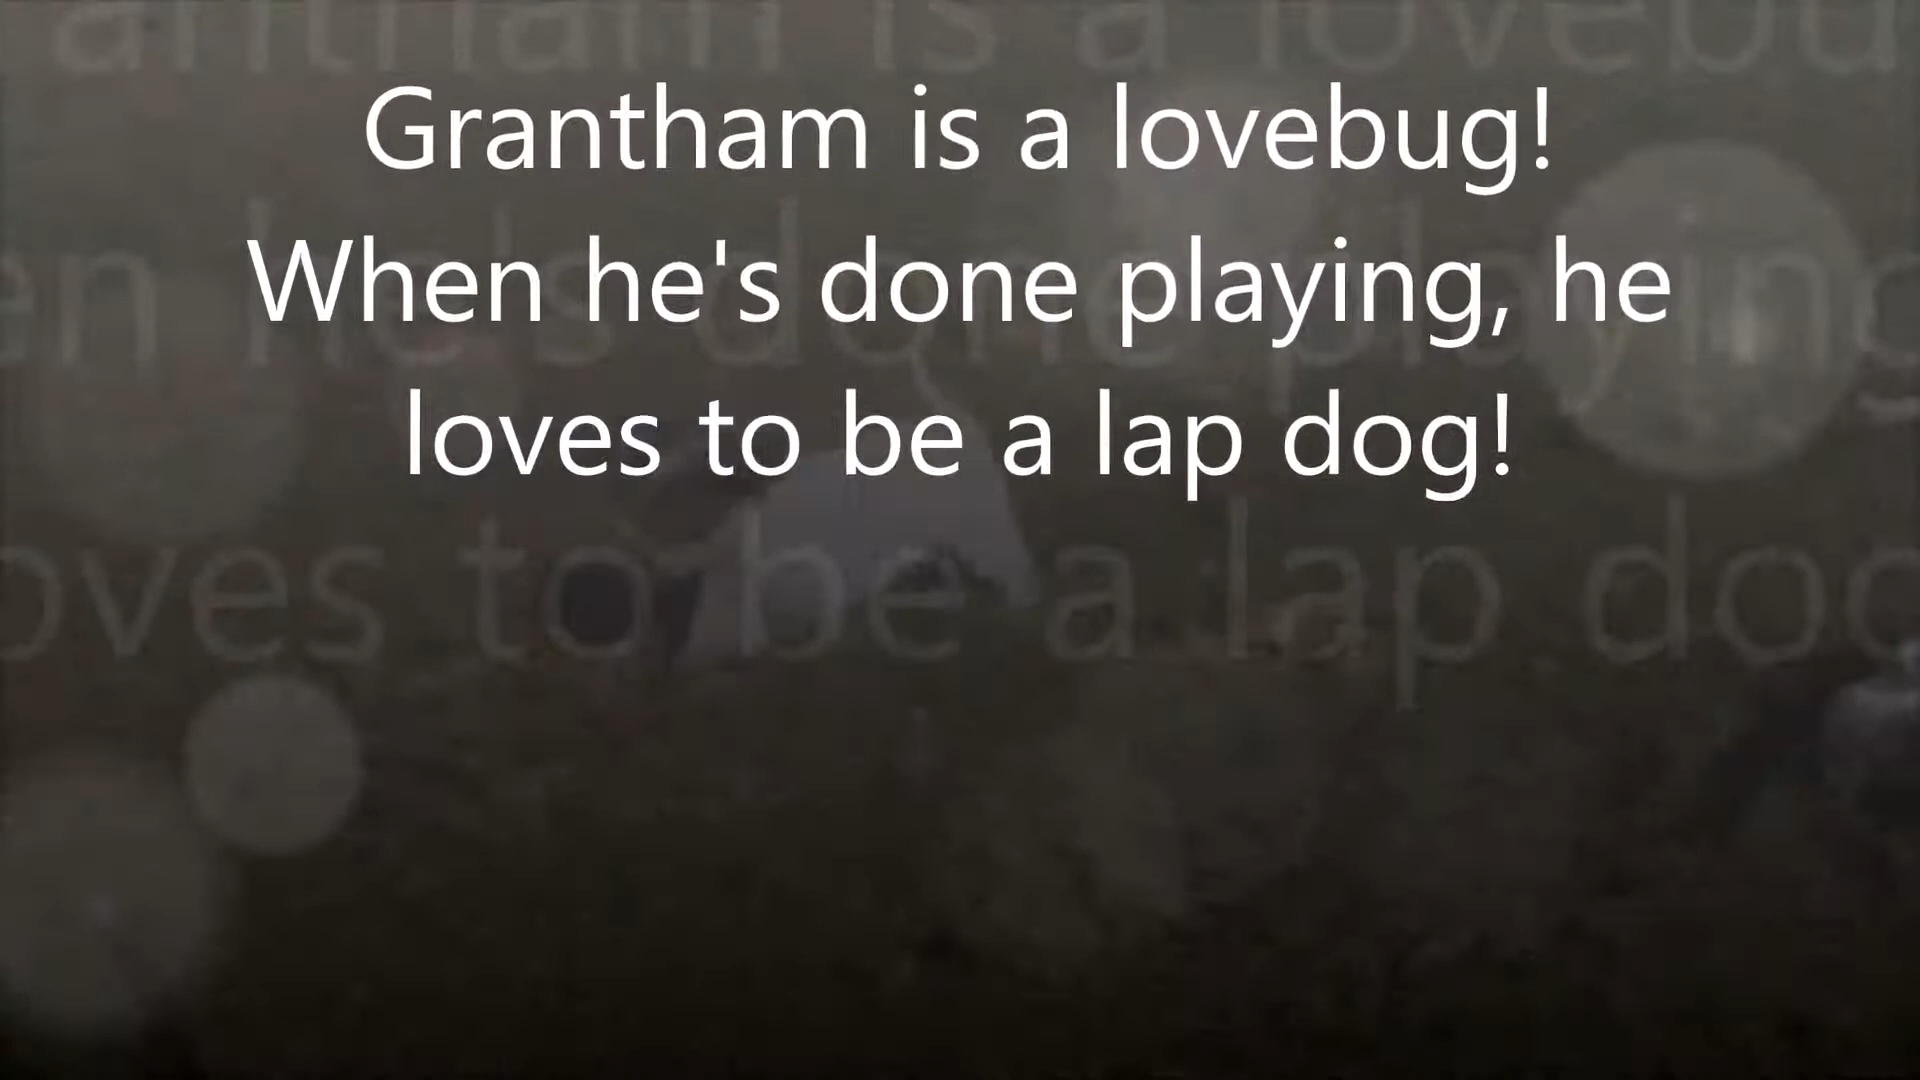 Grantham is a lovebug!
When he's done playing, he
loves to be a lap dog!